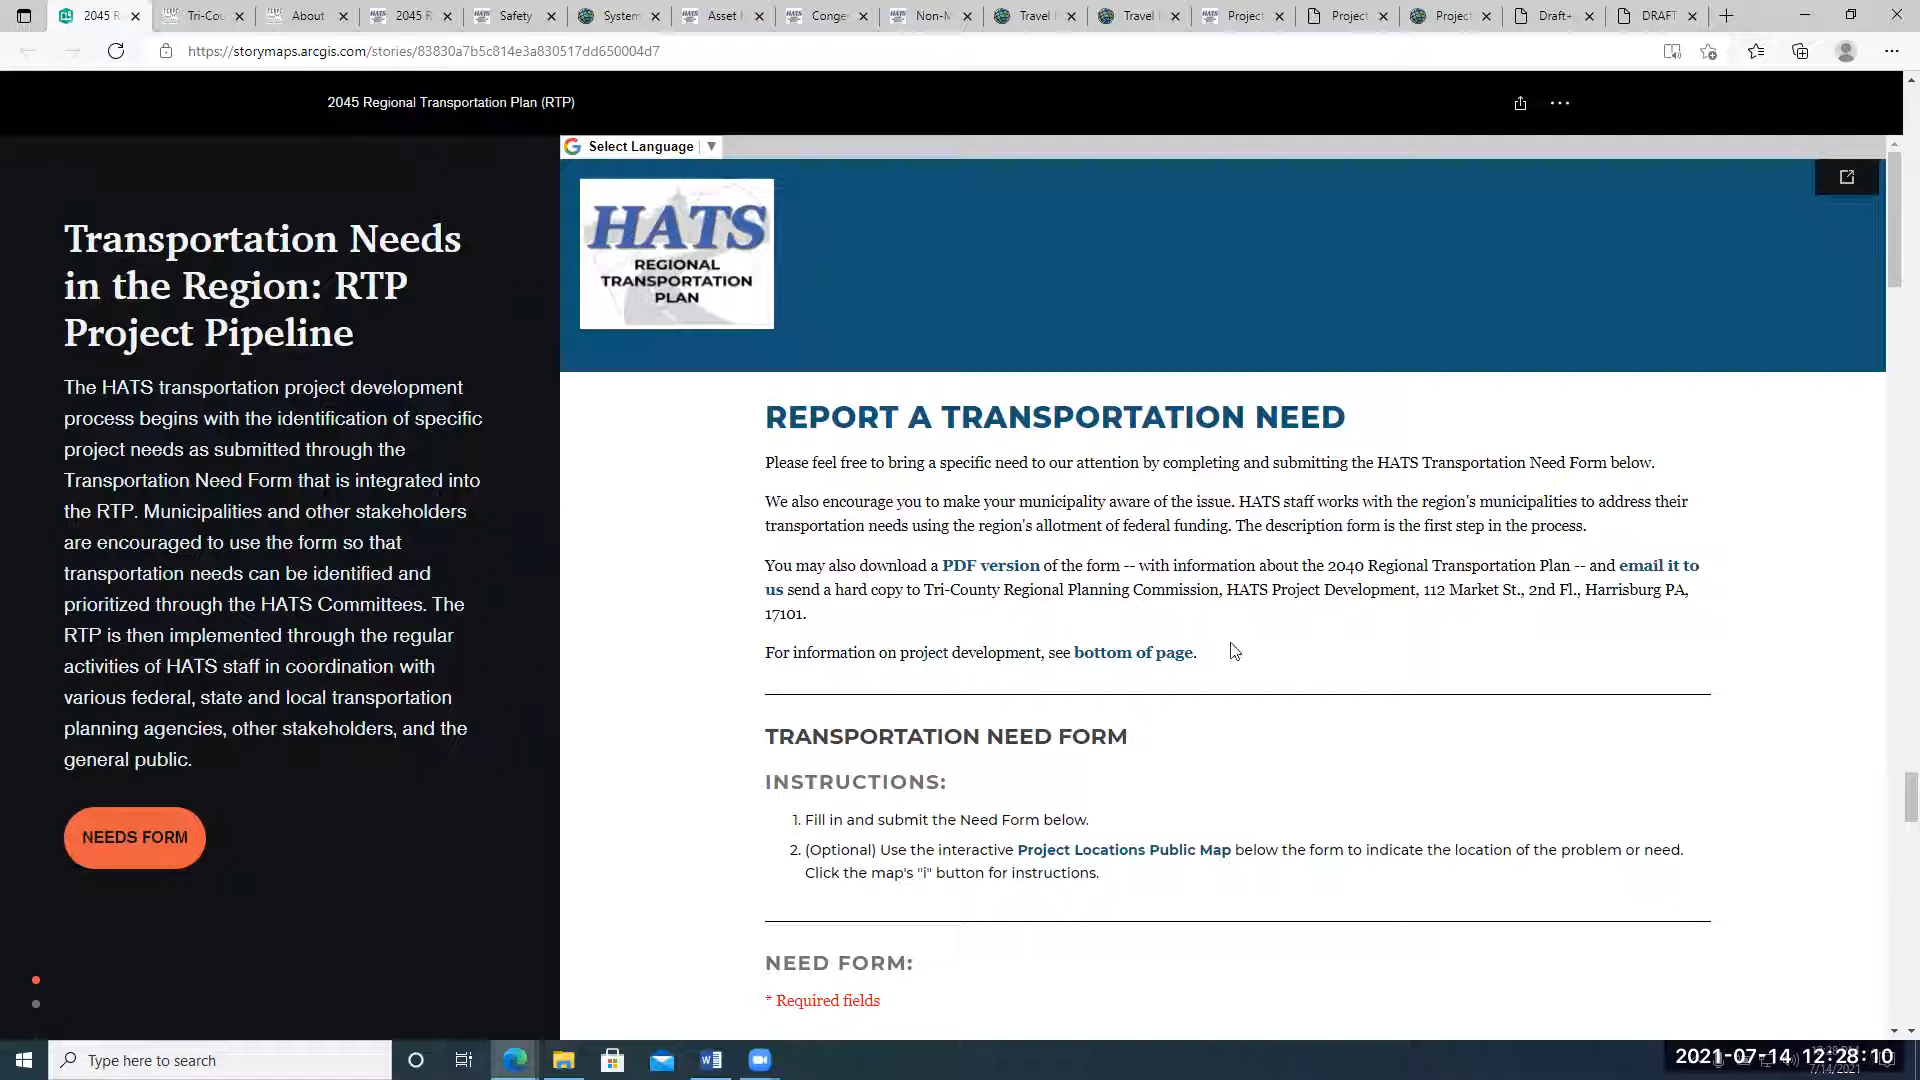 2045 R
Tri-Cou
About
2045 R
Safety
System
Asset
Conge
Non-M
Travel
Travel
Project
Project
Project
Draft+
DRAFT
https://storymaps.arcgis.com/stories/83830a7b5c814e3a830517dd650004d7
2045 Regional Transportation Plan (RTP)
Select Language
HATS
REGIONAL
TRANSPORTATION
PLAN
Transportation Needs
in the Region: RTP
Project Pipeline
The HATS transportation project development
process begins with the identification of specific
project needs as submitted through the
Transportation Need Form that is integrated into
the RTP. Municipalities and other stakeholders
are encouraged to use the form so that
transportation needs can be identified and
prioritized through the HATS Committees. The
RTP is then implemented through the regular
activities of HATS staff in coordination with
various federal, state and local transportation
planning agencies, other stakeholders, and the
general public.
NEEDS FORM
REPORT A TRANSPORTATION NEED
Please feel free to bring a specific need to our attention by completing and submitting the HATS Transportation Need Form below.
We also encourage you to make your municipality aware of the issue. HATS staff works with the region's municipalities to address their
transportation needs using the region's allotment of federal funding. The description form is the first step in the process.
You may also download a PDF version of the form -- with information about the 2040 Regional Transportation Plan -- and email it to
us send a hard copy to Tri-County Regional Planning Commission, HATS Project Development, 112 Market St., 2nd Fl., Harrisburg PA,
17101.
For information on project development, see bottom of page.
TRANSPORTATION NEED FORM
INSTRUCTIONS:
1. Fill in and submit the Need Form below.
2. (Optional) Use the interactive Project Locations Public Map below the form to indicate the location of the problem or need.
Click the map's "i" button for instructions.
NEED FORM:
* Required fields
Type here to search
2021-07-14 12:28:10
7/14/2021